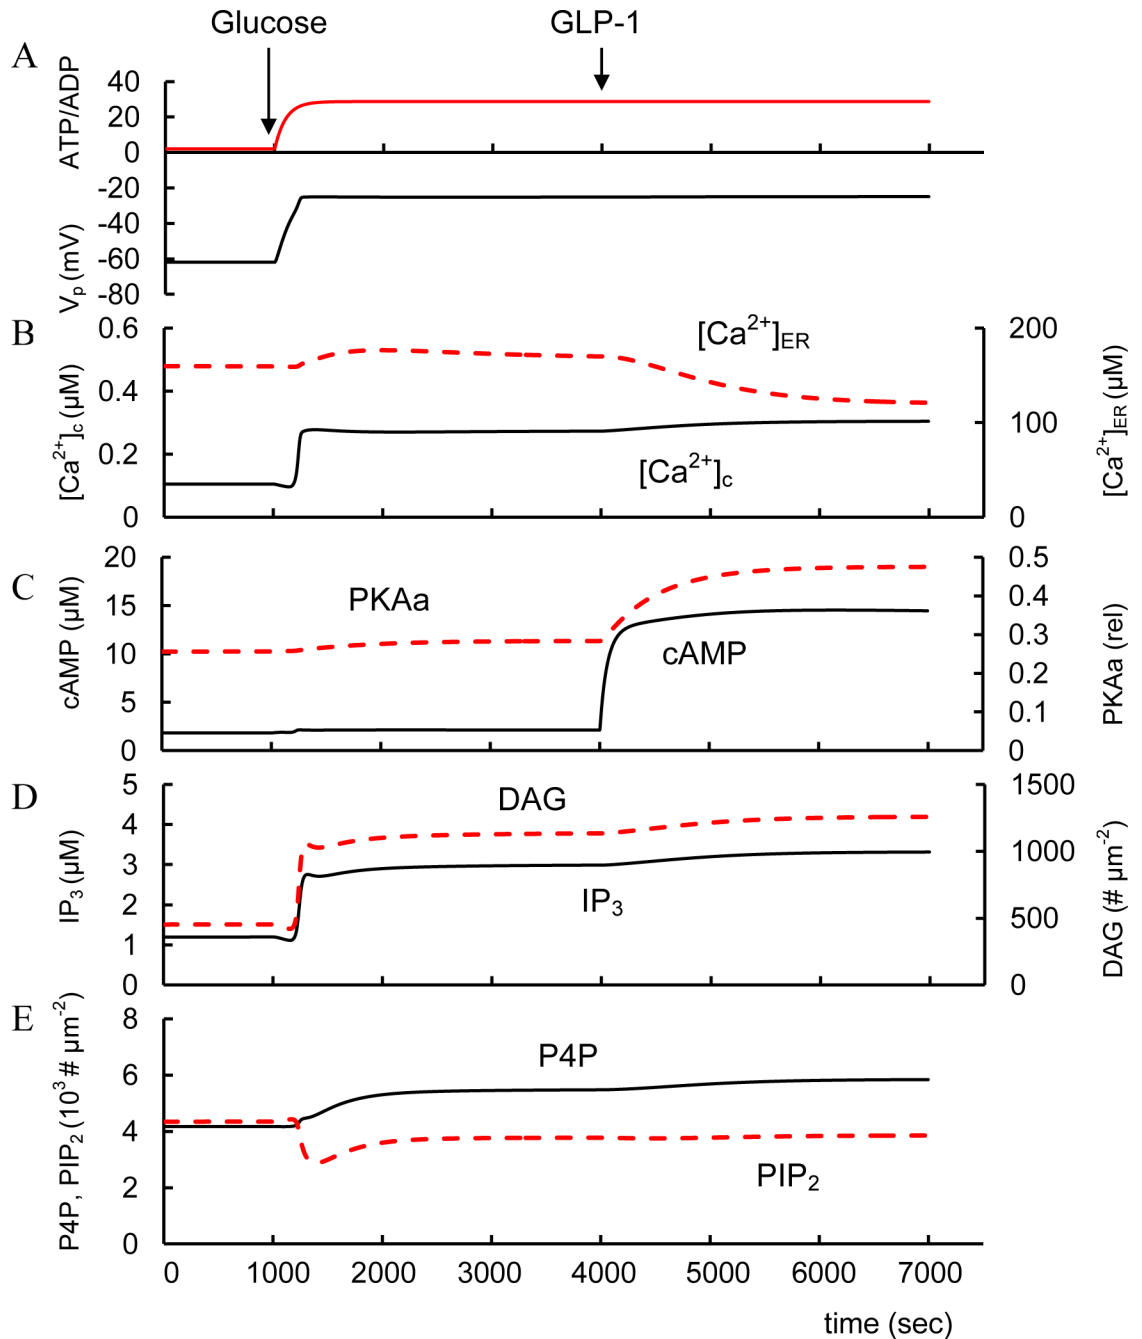 Glucose GLP-1
A
ATP/ADP
40
20
0
-20
-40
-60
-80
Vp (mV)
B
[Ca2+]c (µM)
0.6
0.4
0.2
0
[Ca2+]ER
[Ca2+]c
200
100
0
[Ca2+]ER (µM)
C
cAMP (µM)
20
15
10
5
0
PKAa
cAMP
0.5
0.4
0.3
0.2
0.1
0
PKAa (rel)
D
IP3 (µM)
5
4
3
2
1
0
DAG
IP3
1500
1000
500
0
DAG (# µm-2)
E
P4P, PIP2 (103 # µm-2)
8
6
4
2
0
P4P
PIP2
0 1000 2000 3000 4000 5000 6000 7000
time (sec)